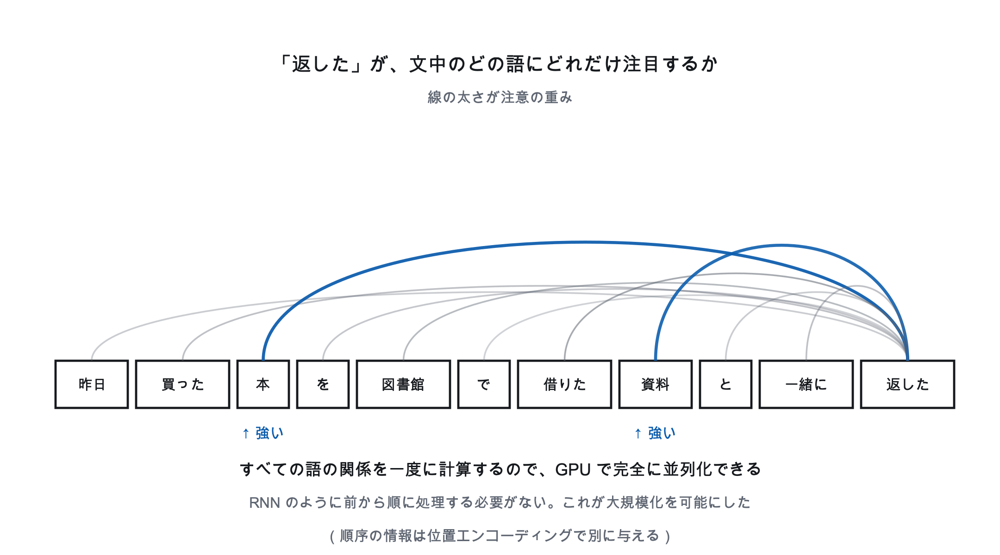 「返した」が、文中のどの語にどれだけ注目するか
線の太さが注意の重み
昨日 買った 本 を 図書館 で 借りた 資料 と 一緒に 返した
↑ 強い ↑ 強い
すべての語の関係を一度に計算するので、GPU で完全に並列化できる
RNN のように前から順に処理する必要がない。これが大規模化を可能にした
( 順序の情報は位置エンコーディングで別に与える )